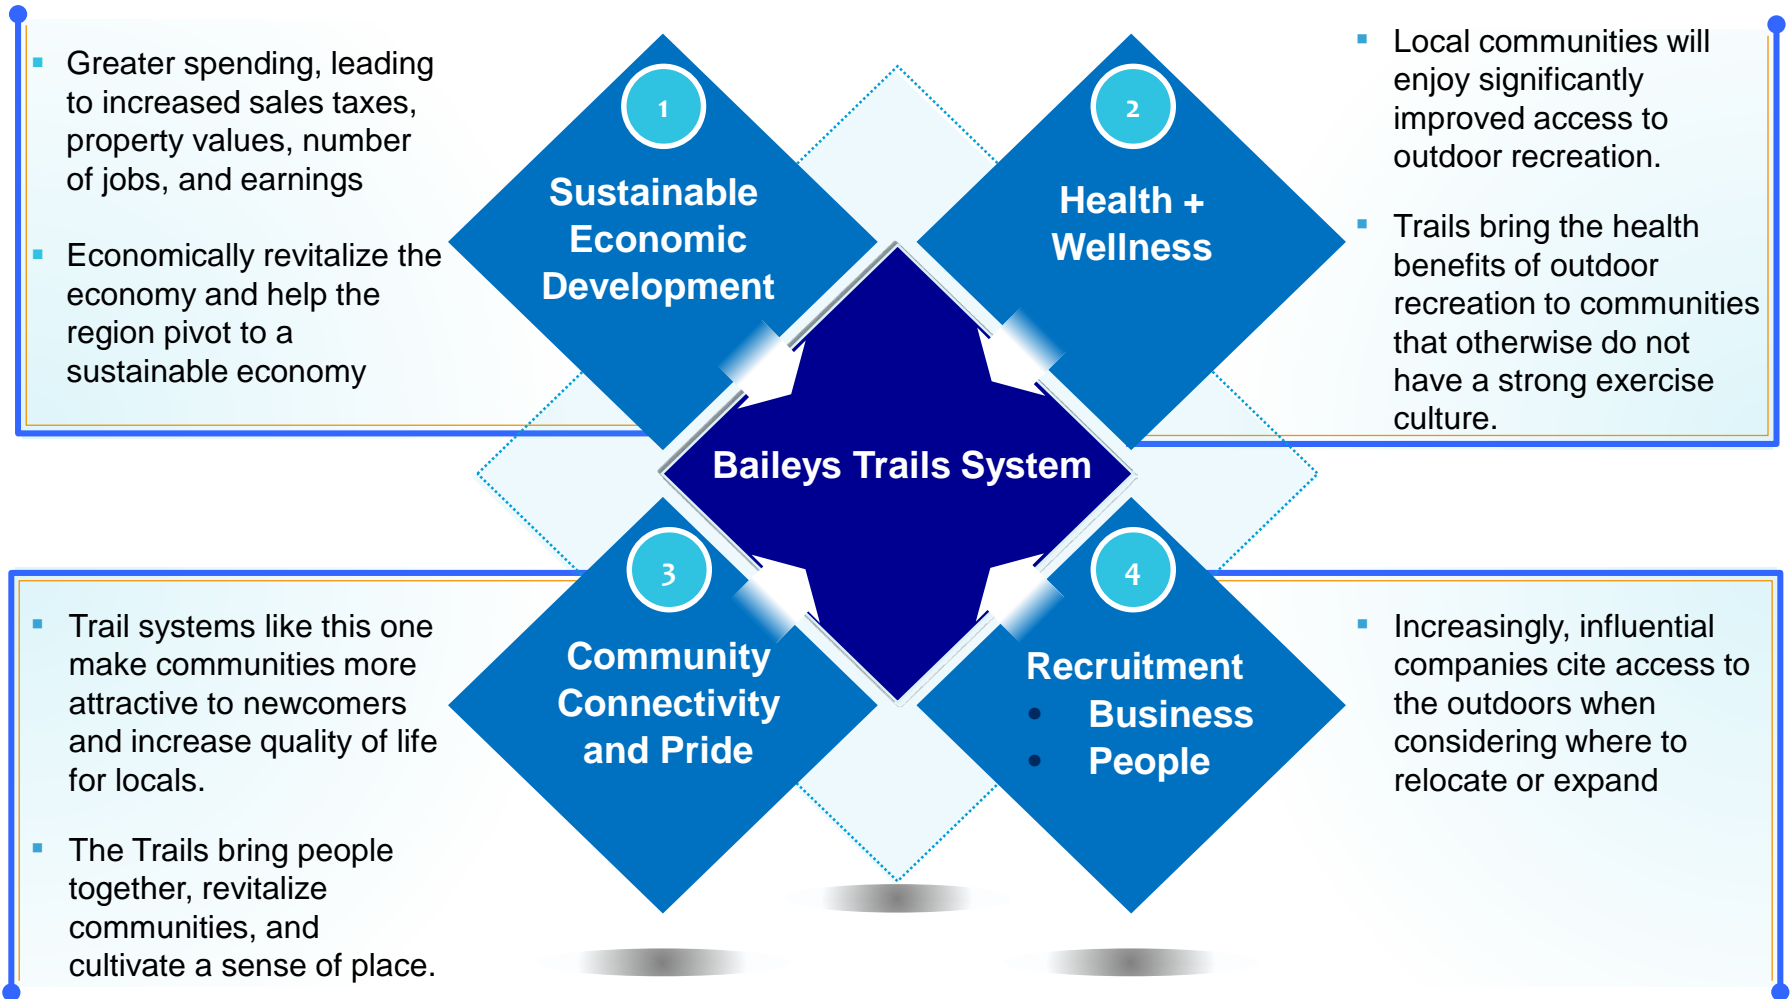 ▪ Greater spending, leading
to increased sales taxes,
property values, number
of jobs, and earnings
▪ Economically revitalize the
economy and help the
region pivot to a
sustainable economy
1
Sustainable
Economic
Development
2
Health +
Wellness
▪ Local communities will
enjoy significantly
improved access to
outdoor recreation.
▪ Trails bring the health
benefits of outdoor
recreation to communities
that otherwise do not
have a strong exercise
culture.
Baileys Trails System
▪ Trail systems like this one
make communities more
attractive to newcomers
and increase quality of life
for locals.
▪ The Trails bring people
together, revitalize
communities, and
cultivate a sense of place.
3
Community
Connectivity
and Pride
4
Recruitment
• Business
• People
▪ Increasingly, influential
companies cite access to
the outdoors when
considering where to
relocate or expand